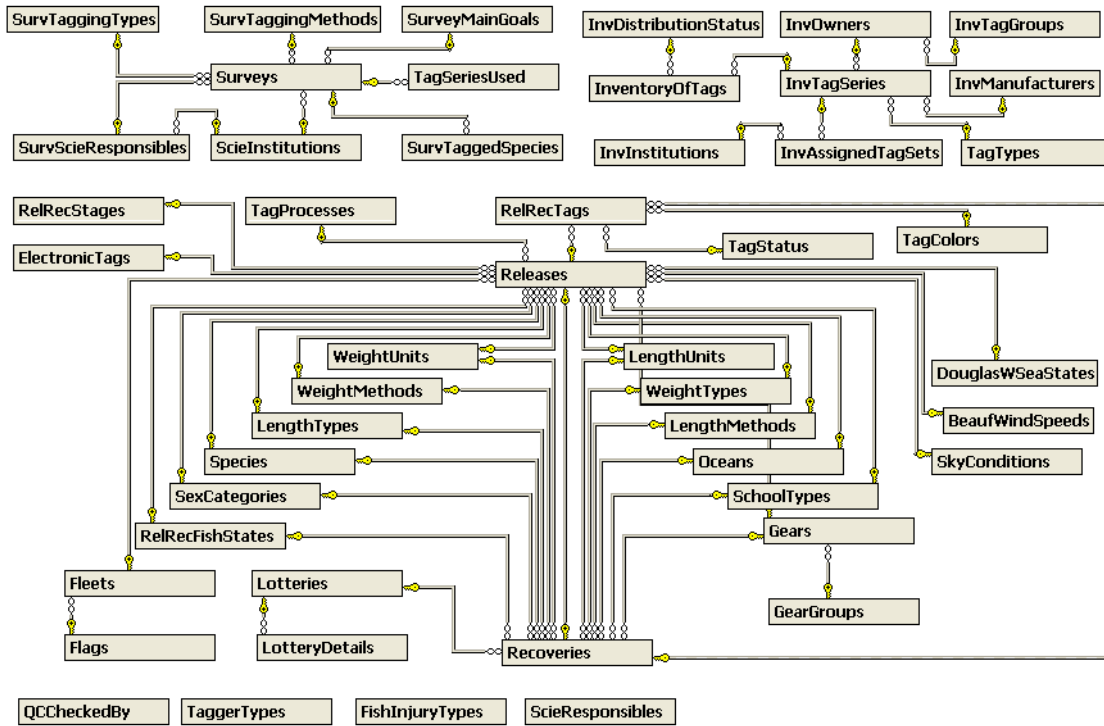 SurvTaggingTypes
SurvTaggingMethods
SurveyMainGoals
InvDistributionStatus
InvOwners
InvTagGroups
Surveys
TagSeriesUsed
InventoryOfTags
InvTagSeries
InvManufacturers
SurvScieResponsibles
ScieInstitutions
SurvTaggedSpecies
InvInstitutions
InvAssignedTagSets
TagTypes
RelRecStages
TagProcesses
RelRecTags
TagColors
ElectronicTags
TagStatus
Releases
WeightUnits
LengthUnits
DouglasWSeaStates
WeightMethods
WeightTypes
BeaufWindSpeeds
LengthTypes
LengthMethods
Species
Oceans
SkyConditions
SexCategories
SchoolTypes
RelRecFishStates
Gears
Fleets
Lotteries
GearGroups
Flags
LotteryDetails
Recoveries
QCCheckedBy
TaggerTypes
FishInjuryTypes
ScieResponsibles